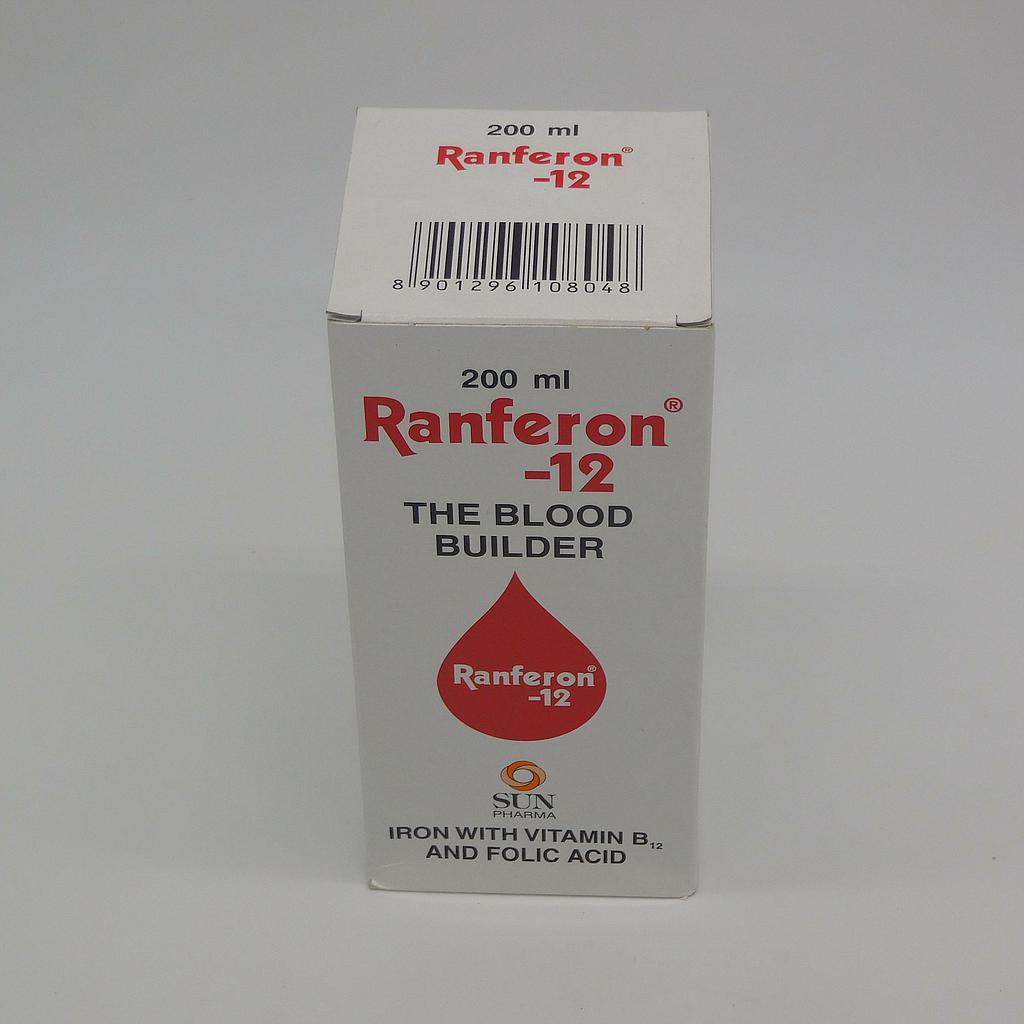 200 ml
Ranferon®
-12
8 901296 108048
200 ml
Ranferon®
-12
THE BLOOD
BUILDER
Ranferon®
-12
SUN
PHARMA
IRON WITH VITAMIN B₁₂
AND FOLIC ACID